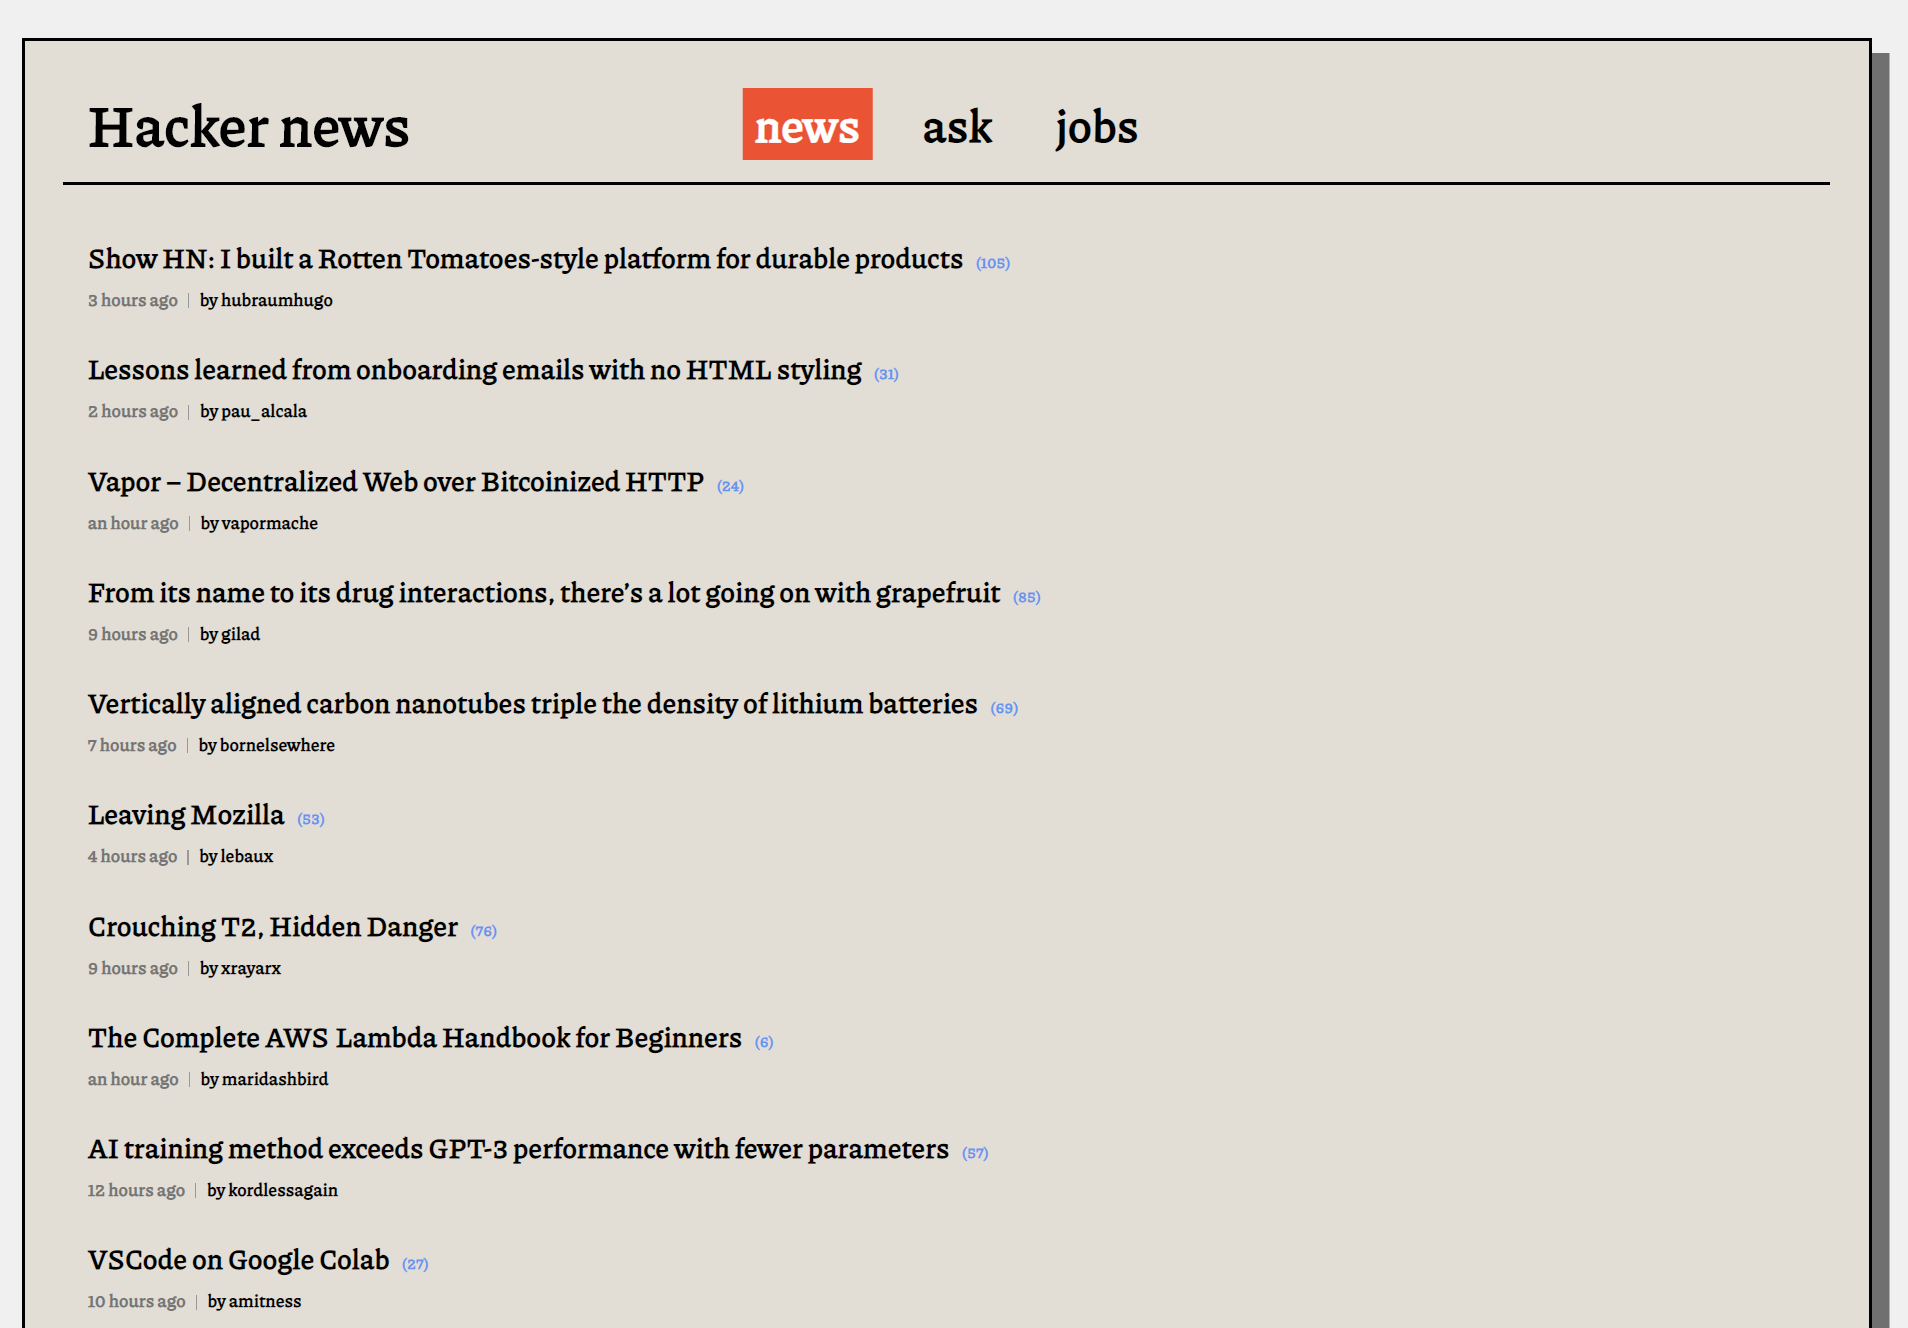 Hacker news
news ask jobs
Show HN: I built a Rotten Tomatoes-style platform for durable products (105)
3 hours ago | by hubraumhugo
Lessons learned from onboarding emails with no HTML styling (31)
2 hours ago | by pau_alcala
Vapor – Decentralized Web over Bitcoinized HTTP (24)
an hour ago | by vapormache
From its name to its drug interactions, there’s a lot going on with grapefruit (85)
9 hours ago | by gilad
Vertically aligned carbon nanotubes triple the density of lithium batteries (69)
7 hours ago | by bornelsewhere
Leaving Mozilla (53)
4 hours ago | by lebaux
Crouching T2, Hidden Danger (76)
9 hours ago | by xrayarx
The Complete AWS Lambda Handbook for Beginners (6)
an hour ago | by maridashbird
AI training method exceeds GPT-3 performance with fewer parameters (57)
12 hours ago | by kordlessagain
VSCode on Google Colab (27)
10 hours ago | by amitness